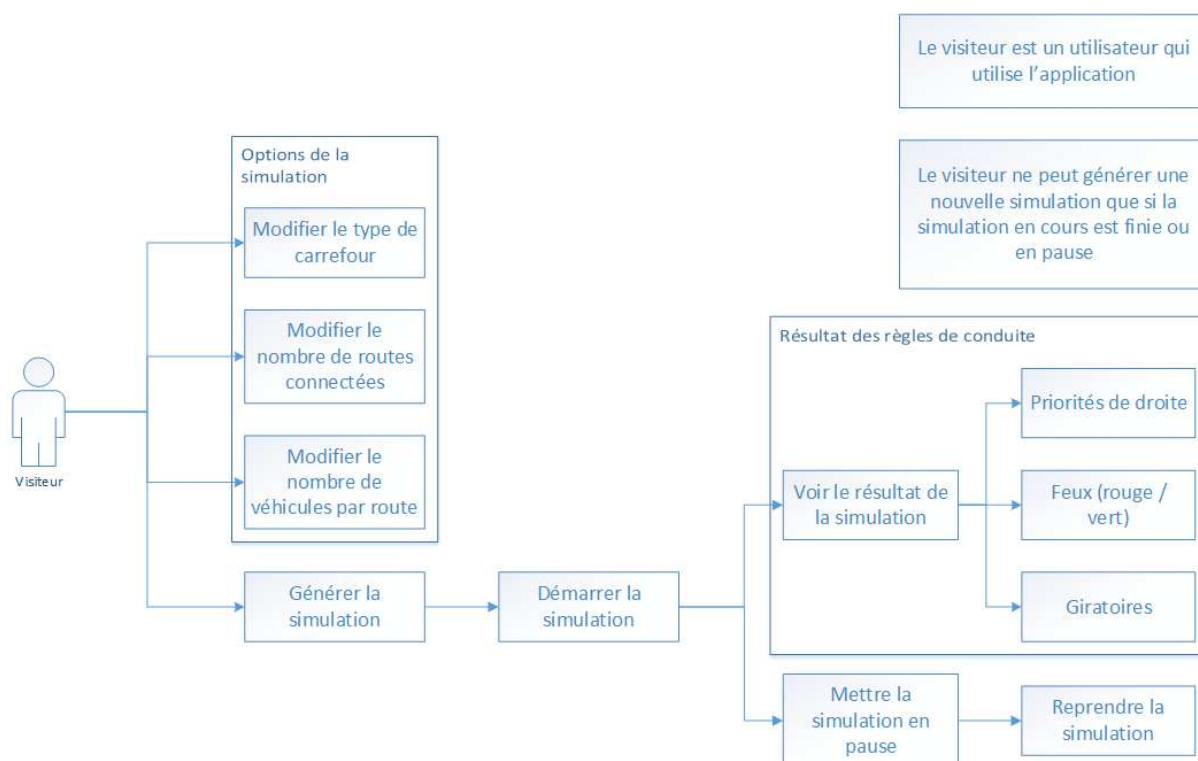 Le visiteur est un utilisateur qui
utilise l’application
Options de la
simulation
Le visiteur ne peut générer une
nouvelle simulation que si la
simulation en cours est finie ou
en pause
Modifier le type de
carrefour
Modifier le
nombre de routes
connectées
Résultat des règles de conduite
Priorités de droite
Visiteur
Modifier le
nombre de
véhicules par route
Voir le résultat de
la simulation
Feux (rouge /
vert)
Générer la
simulation
Démarrer la
simulation
Giratoires
Mettre la
simulation en
pause
Reprendre la
simulation